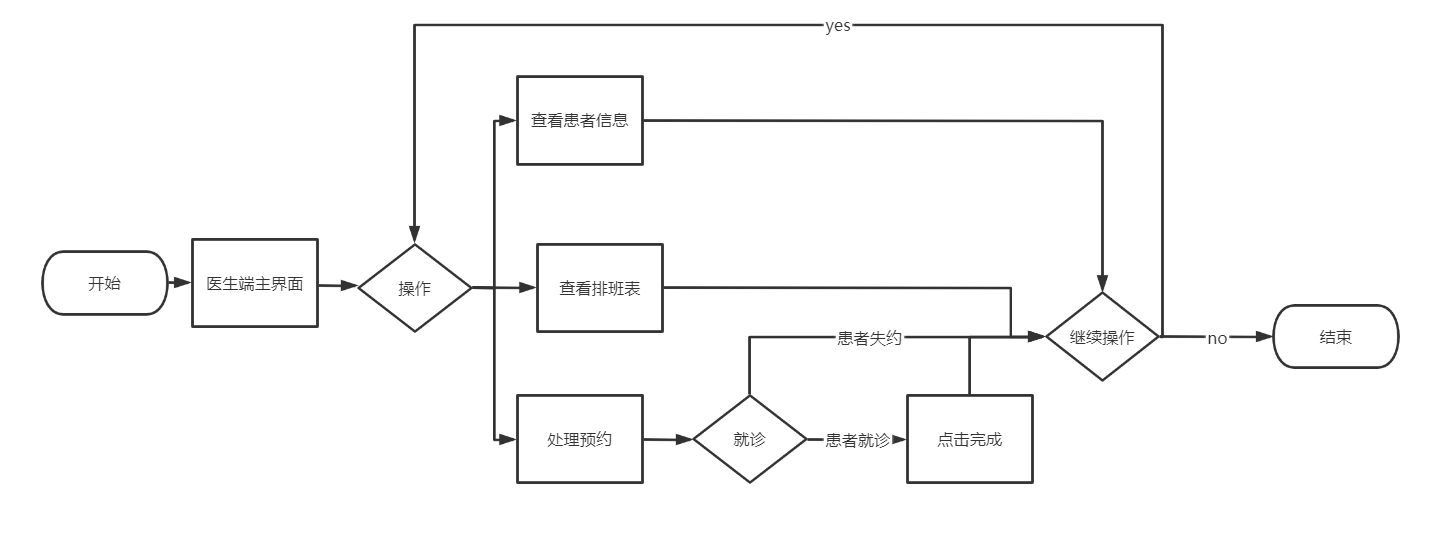 yes
查看患者信息
开始
医生端主界面
操作
查看排班表
患者失约
继续操作
no
结束
处理预约
就诊
患者就诊
点击完成